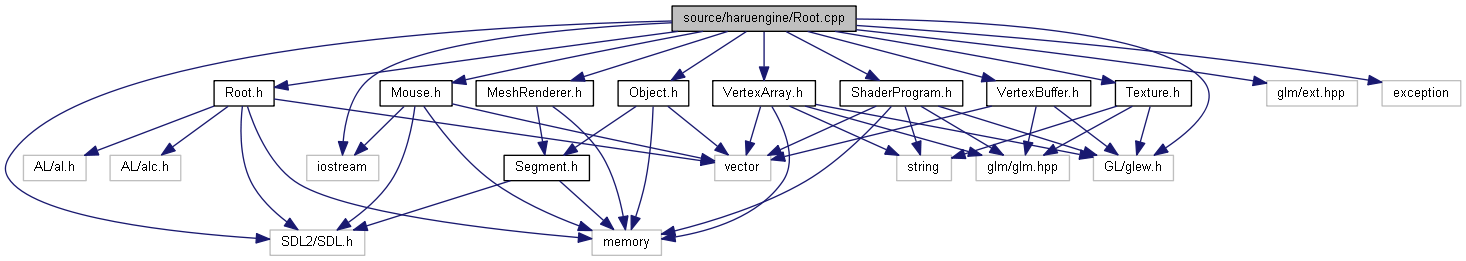 source/haruengine/Root.cpp
Root.h
Mouse.h
MeshRenderer.h
Object.h
VertexArray.h
ShaderProgram.h
VertexBuffer.h
Texture.h
glm/ext.hpp
exception
AL/al.h
AL/alc.h
iostream
Segment.h
vector
string
glm/glm.hpp
GL/glew.h
SDL2/SDL.h
memory